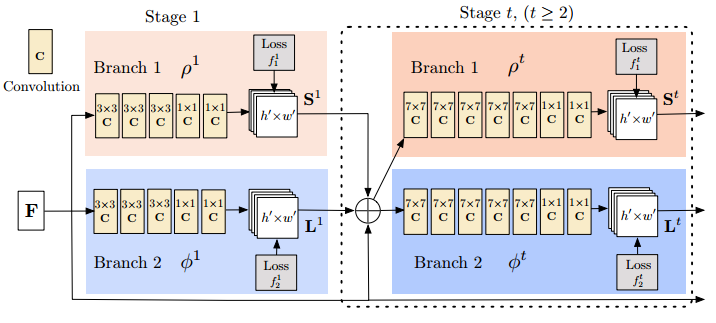 Stage 1
Stage t, (t ≥ 2)
C
Convolution
Branch 1 ρ¹
Loss
f₁¹
3×3 C 3×3 C 3×3 C 1×1 C 1×1 C
h′×w′
S¹
Branch 1 ρᵗ
Loss
f₁ᵗ
7×7 C 7×7 C 7×7 C 7×7 C 7×7 C 1×1 C 1×1 C
h′×w′
Sᵗ
F
3×3 C 3×3 C 3×3 C 1×1 C 1×1 C
h′×w′
L¹
Branch 2 ϕ¹
Loss
f₂¹
7×7 C 7×7 C 7×7 C 7×7 C 7×7 C 1×1 C 1×1 C
h′×w′
Lᵗ
Branch 2 ϕᵗ
Loss
f₂ᵗ